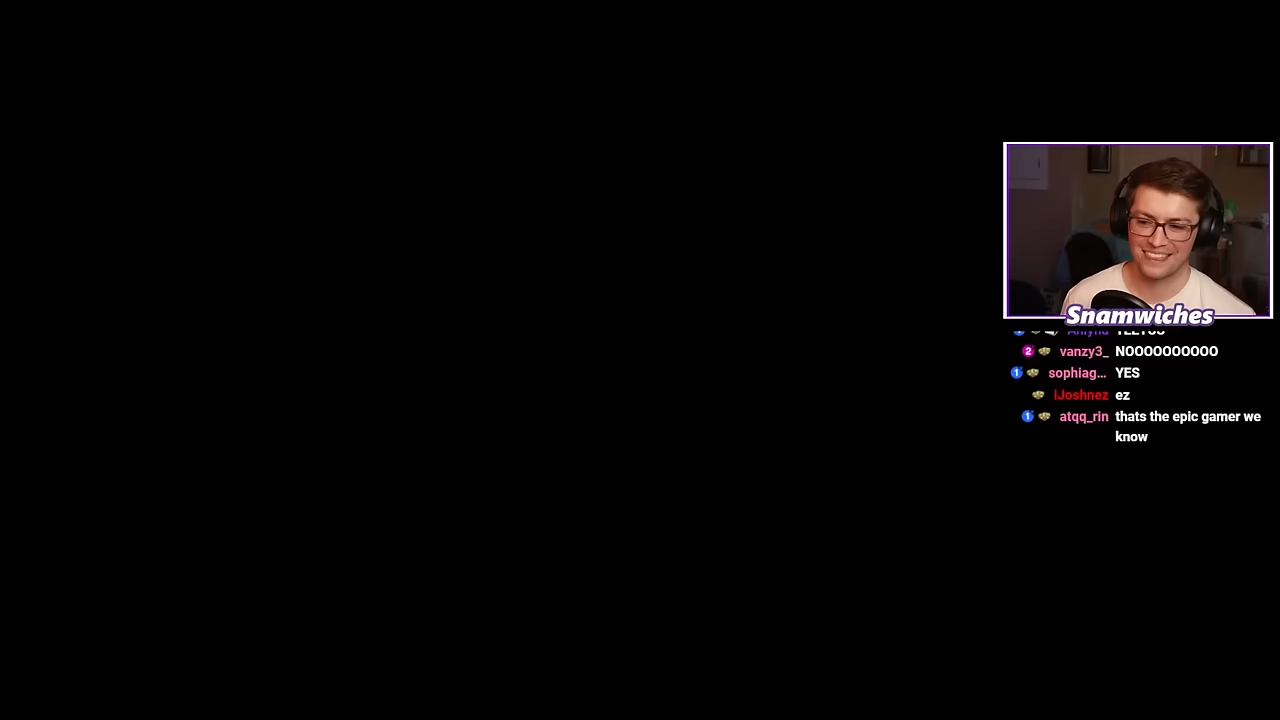 Snamwiches
vanzy3_ NOOOOOOOOOO
sophiag... YES
iJoshnez ez
atqq_rin thats the epic gamer we
know